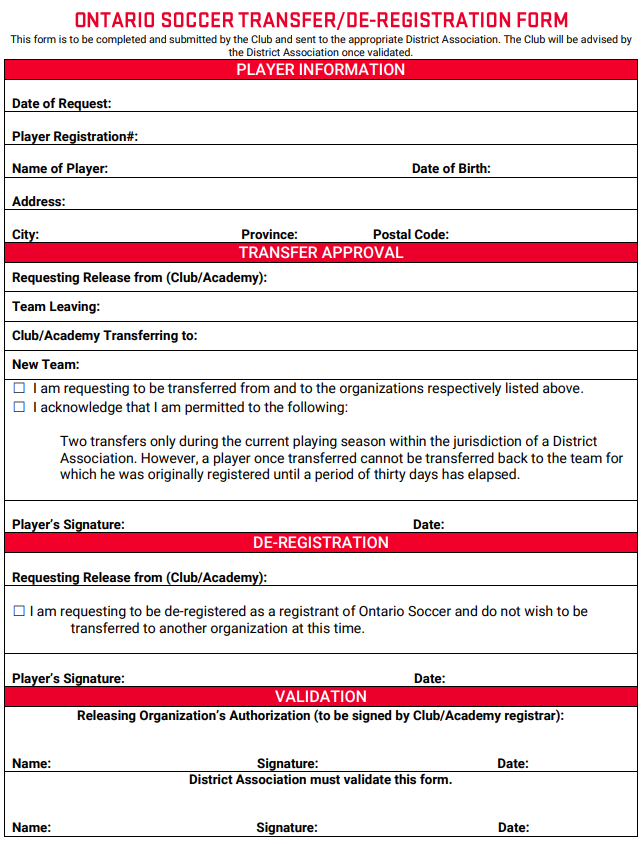 ONTARIO SOCCER TRANSFER/DE-REGISTRATION FORM
This form is to be completed and submitted by the Club and sent to the appropriate District Association. The Club will be advised by
the District Association once validated.
PLAYER INFORMATION
Date of Request:
Player Registration#:
Name of Player: Date of Birth:
Address:
City: Province: Postal Code:
TRANSFER APPROVAL
Requesting Release from (Club/Academy):
Team Leaving:
Club/Academy Transferring to:
New Team:
☐ I am requesting to be transferred from and to the organizations respectively listed above.
☐ I acknowledge that I am permitted to the following:
Two transfers only during the current playing season within the jurisdiction of a District
Association. However, a player once transferred cannot be transferred back to the team for
which he was originally registered until a period of thirty days has elapsed.
Player's Signature: Date:
DE-REGISTRATION
Requesting Release from (Club/Academy):
☐ I am requesting to be de-registered as a registrant of Ontario Soccer and do not wish to be
transferred to another organization at this time.
Player's Signature: Date:
VALIDATION
Releasing Organization's Authorization (to be signed by Club/Academy registrar):
Name: Signature: Date:
District Association must validate this form.
Name: Signature: Date: